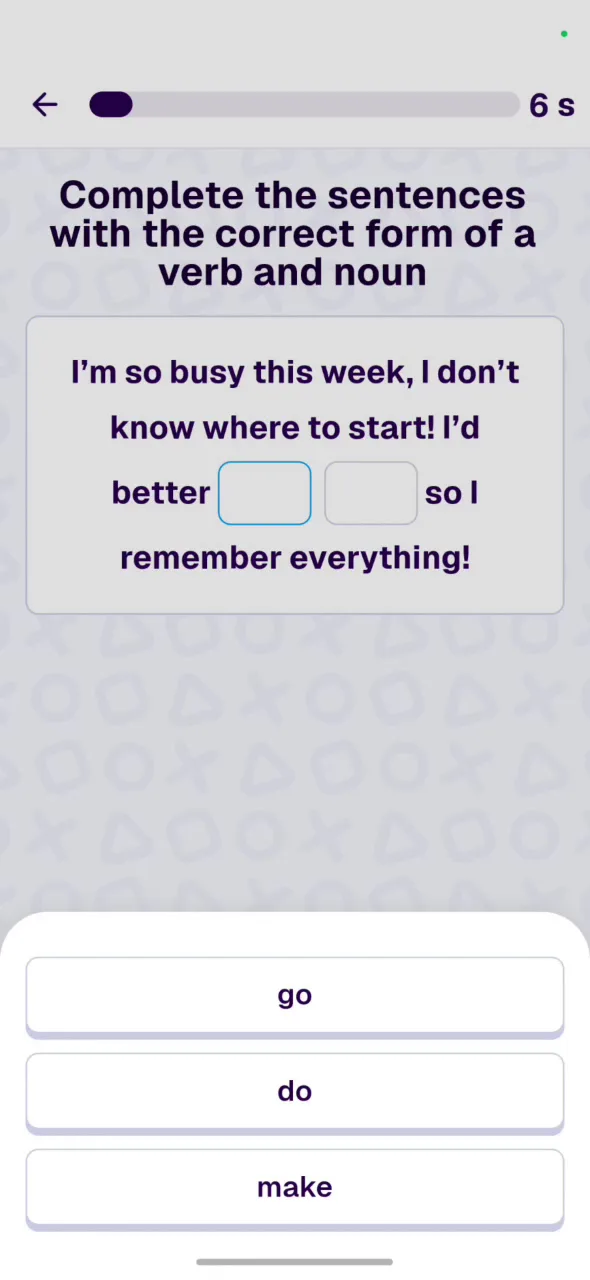 6 s
Complete the sentences
with the correct form of a
verb and noun
I’m so busy this week, I don’t
know where to start! I’d
better so I
remember everything!
go
do
make